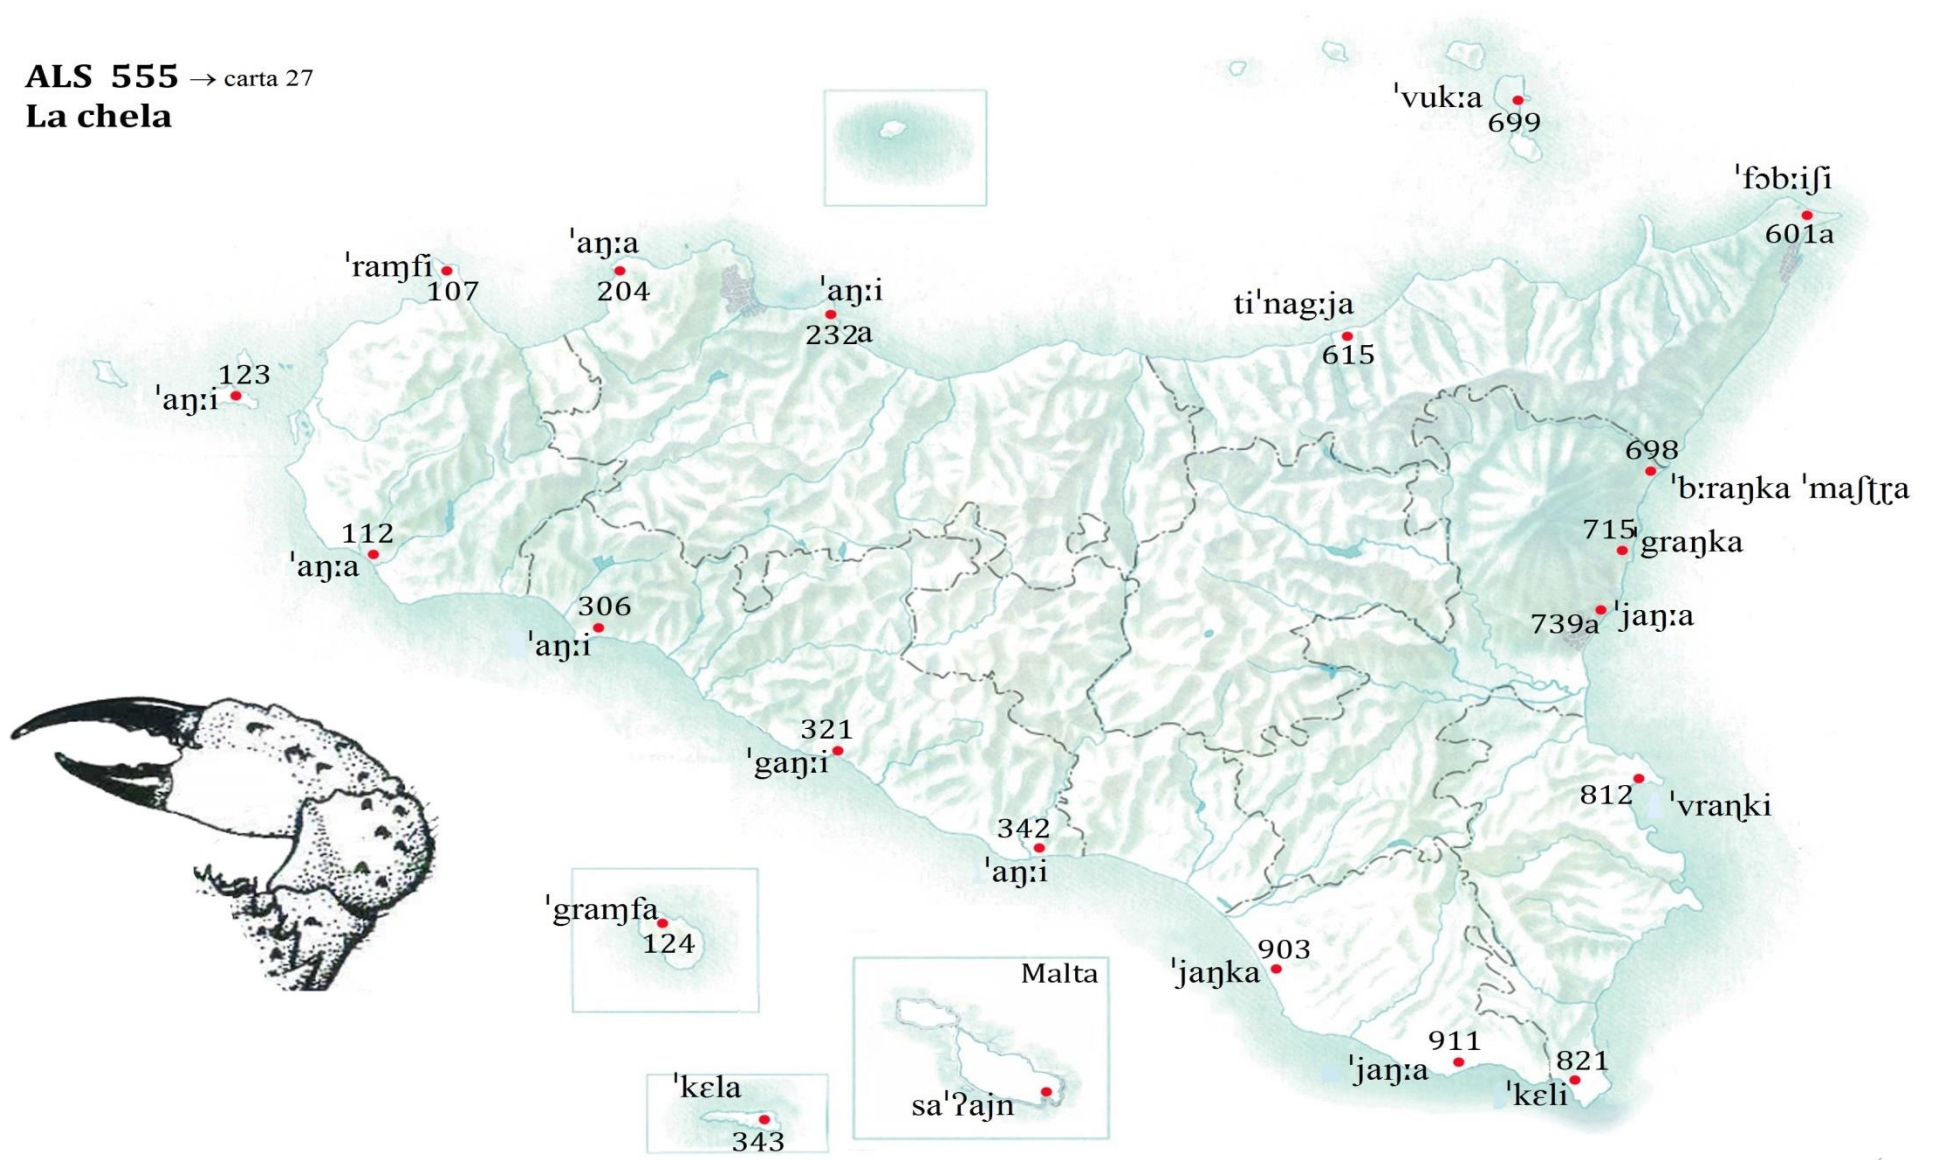 ALS 555 → carta 27
La chela
ˈvukːa
699
ˈfɔbːiʃi
601a
ˈraɱfi
107
ˈaŋːa
204
ˈaŋːi
232a
tiˈnagːja
615
123
ˈaŋːi
698
ˈbːraŋka ˈmaʃʈɽa
715
ˈgraŋka
112
ˈaŋːa
306
ˈaŋːi
739a
ˈjaŋːa
321
ˈgaŋːi
812
ˈvraɳki
342
ˈaŋːi
ˈgraɱfa
124
903
ˈjaŋka
Malta
saˈʔajn
911
ˈjaŋːa
821
ˈkɛli
ˈkɛla
343